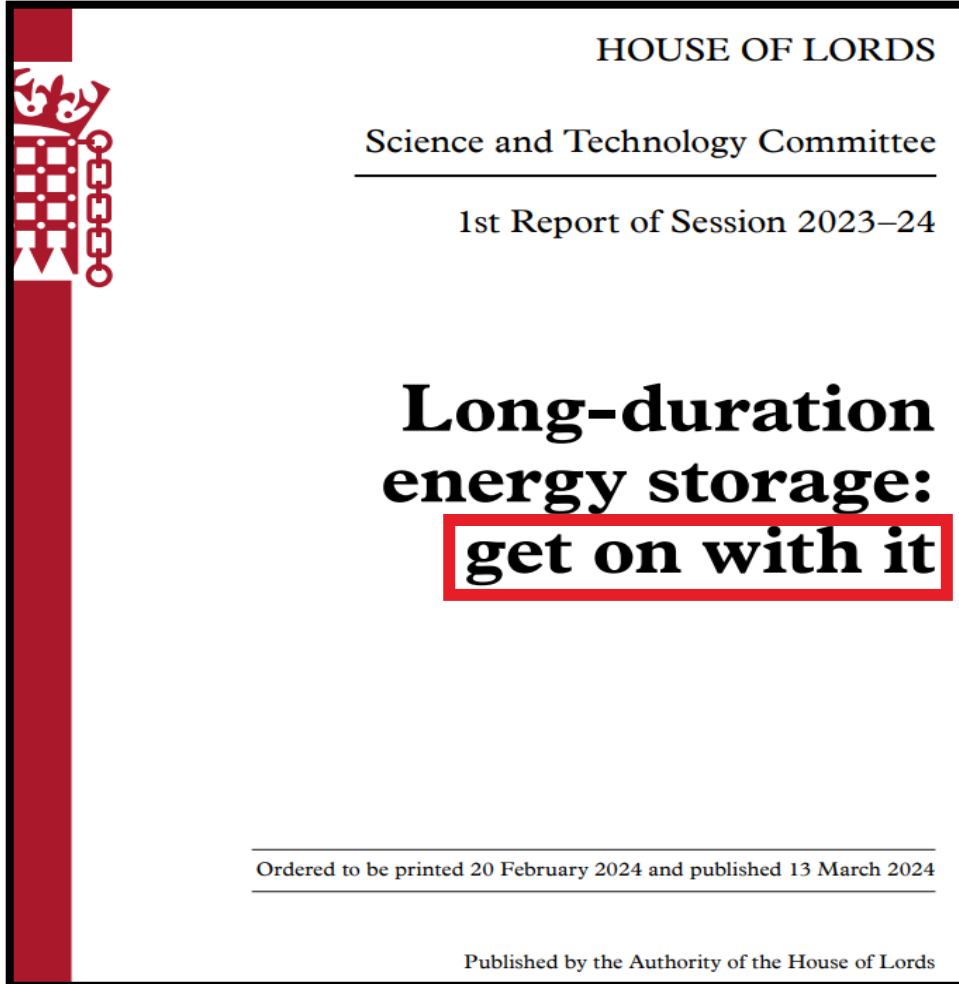 HOUSE OF LORDS
Science and Technology Committee
1st Report of Session 2023–24
Long-duration
energy storage:
get on with it
Ordered to be printed 20 February 2024 and published 13 March 2024
Published by the Authority of the House of Lords